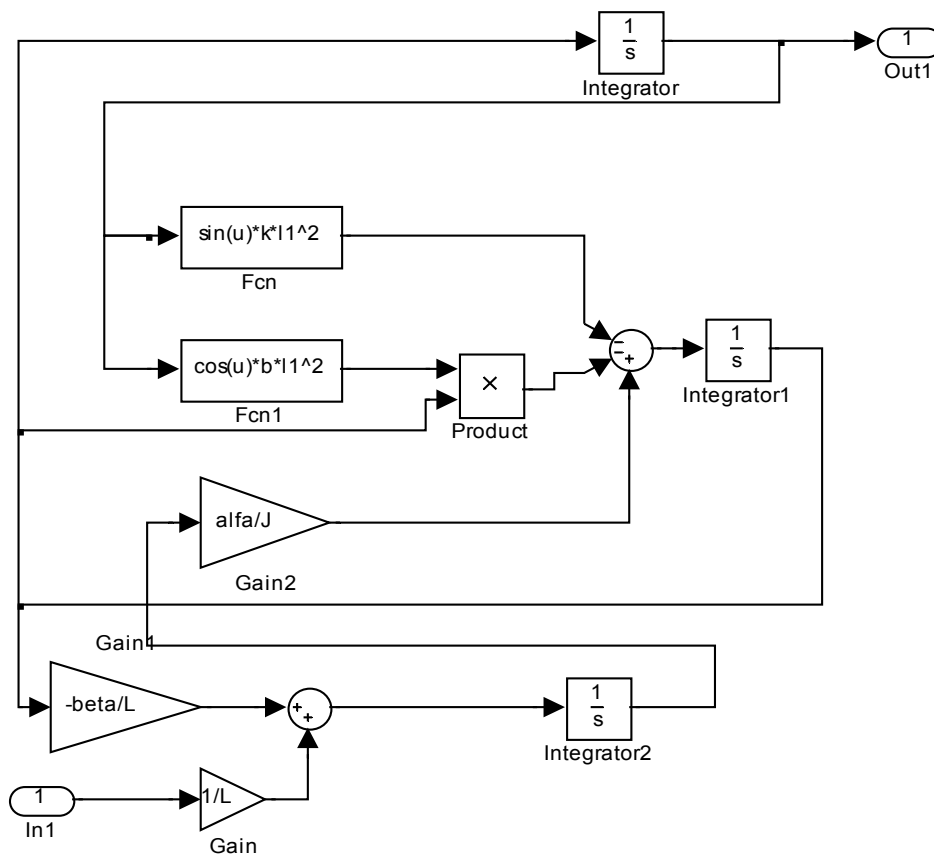 1
s
Integrator
1
Out1
sin(u)*k*l1^2
Fcn
cos(u)*b*l1^2
Fcn1
×
Product
−
−
+
1
s
Integrator1
alfa/J
Gain2
Gain1
-beta/L
+
+
1
s
Integrator2
1
In1
1/L
Gain